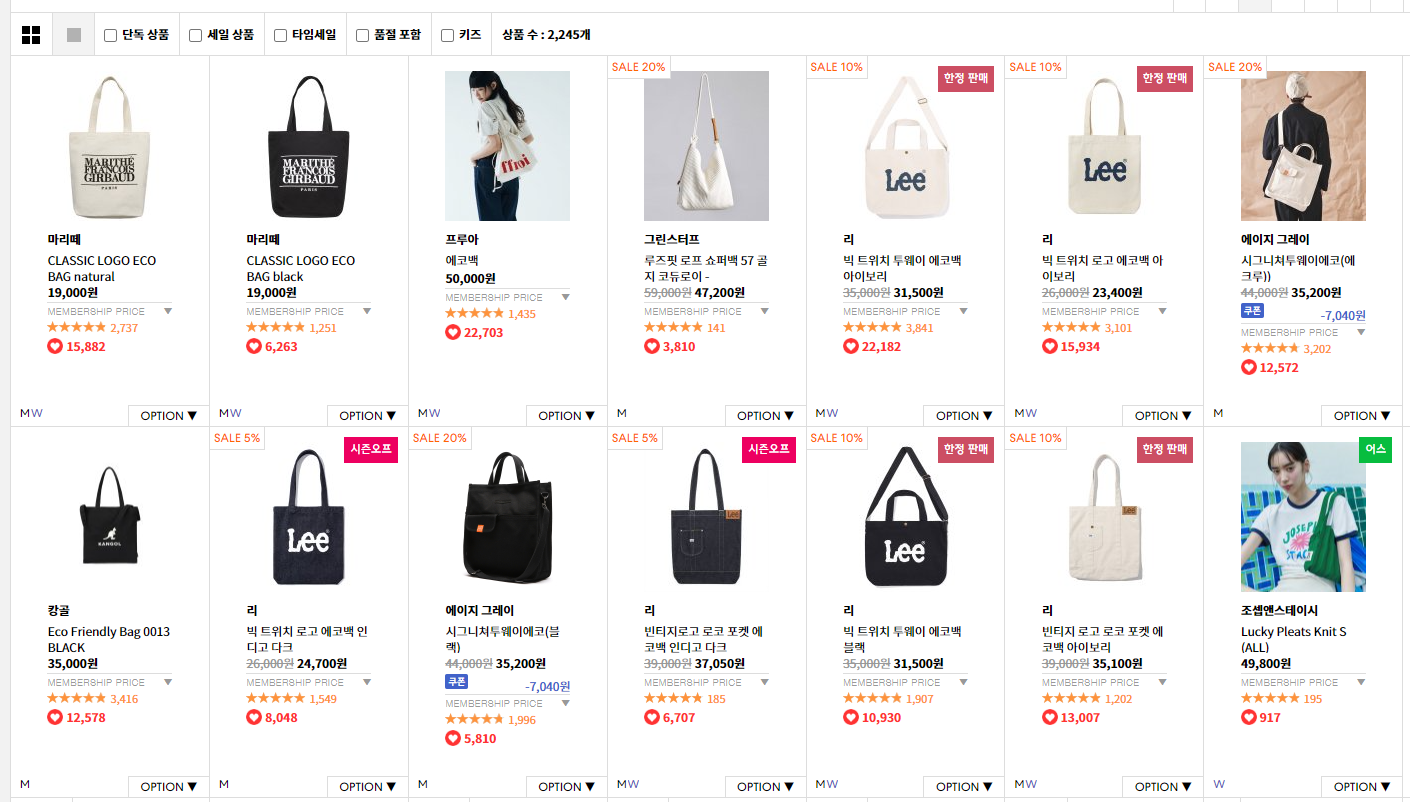 단독 상품 세일 상품 타임세일 품절 포함 키즈 상품 수 : 2,245개
MARITHÉ
FRANCOIS
GIRBAUD
PARIS
마리떼
CLASSIC LOGO ECO
BAG natural
19,000원
MEMBERSHIP PRICE ▼
2,737
15,882
MW
OPTION ▼
MARITHÉ
FRANCOIS
GIRBAUD
PARIS
마리떼
CLASSIC LOGO ECO
BAG black
19,000원
MEMBERSHIP PRICE ▼
1,251
6,263
MW
OPTION ▼
ffroi
프루아
에코백
50,000원
MEMBERSHIP PRICE ▼
1,435
22,703
MW
OPTION ▼
SALE 20%
그린스터프
루즈핏 로프 쇼퍼백 57 골
지 코듀로이 -
59,000원 47,200원
MEMBERSHIP PRICE ▼
141
3,810
M
OPTION ▼
SALE 10%
한정 판매
Lee
리
빅 트위치 투웨이 에코백
아이보리
35,000원 31,500원
MEMBERSHIP PRICE ▼
3,841
22,182
MW
OPTION ▼
SALE 10%
한정 판매
Lee
리
빅 트위치 로고 에코백 아
이보리
26,000원 23,400원
MEMBERSHIP PRICE ▼
3,101
15,934
MW
OPTION ▼
SALE 20%
에이지 그레이
시그니쳐투웨이에코(에
크루))
44,000원 35,200원
쿠폰 -7,040원
MEMBERSHIP PRICE ▼
3,202
12,572
M
OPTION ▼
KANGOL
캉골
Eco Friendly Bag 0013
BLACK
35,000원
MEMBERSHIP PRICE ▼
3,416
12,578
M
OPTION ▼
SALE 5%
시즌오프
Lee
리
빅 트위치 로고 에코백 인
디고 다크
26,000원 24,700원
MEMBERSHIP PRICE ▼
1,549
8,048
M
OPTION ▼
SALE 20%
에이지 그레이
시그니쳐투웨이에코(블
랙)
44,000원 35,200원
쿠폰 -7,040원
MEMBERSHIP PRICE ▼
1,996
5,810
M
OPTION ▼
SALE 5%
시즌오프
Lee
리
빈티지로고 로코 포켓 에
코백 인디고 다크
39,000원 37,050원
MEMBERSHIP PRICE ▼
185
6,707
MW
OPTION ▼
SALE 10%
한정 판매
Lee
리
빅 트위치 투웨이 에코백
블랙
35,000원 31,500원
MEMBERSHIP PRICE ▼
1,907
10,930
MW
OPTION ▼
SALE 10%
한정 판매
Lee
리
빈티지 로고 로코 포켓 에
코백 아이보리
39,000원 35,100원
MEMBERSHIP PRICE ▼
1,202
13,007
MW
OPTION ▼
어스
JOSEPH
STAC
조셉앤스테이시
Lucky Pleats Knit S
(ALL)
49,800원
MEMBERSHIP PRICE ▼
195
917
W
OPTION ▼